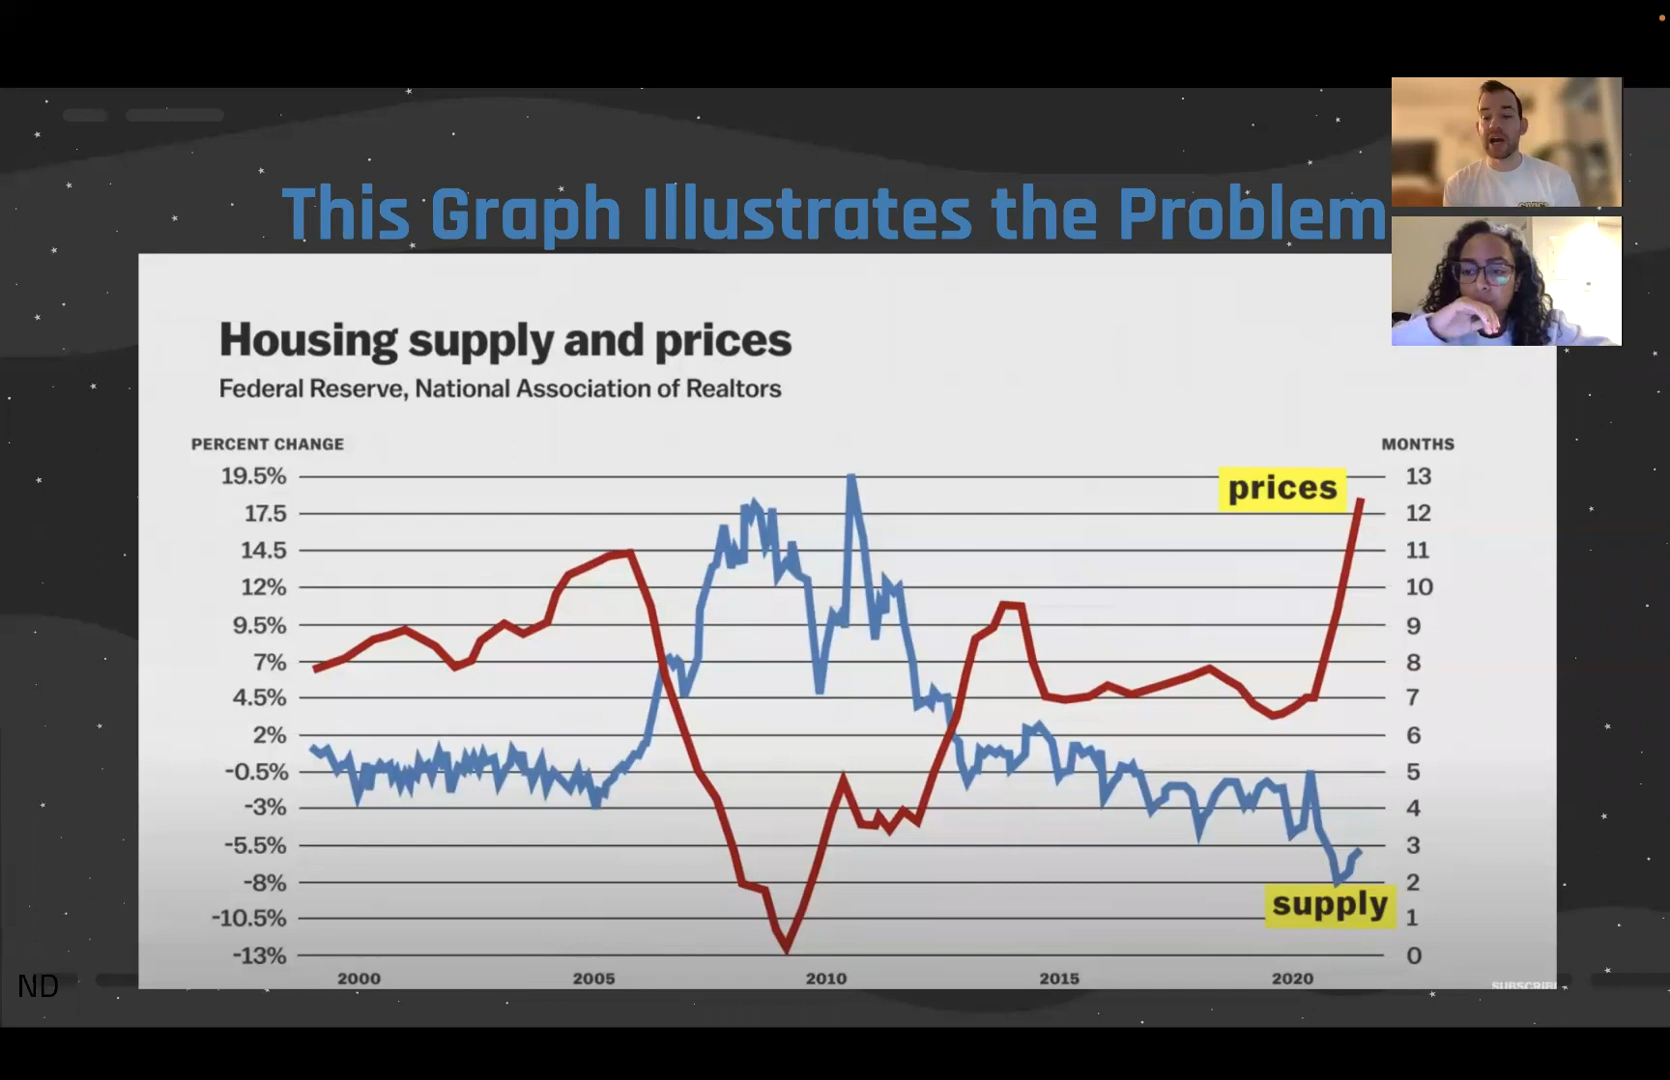 This Graph Illustrates the Problem
Housing supply and prices
Federal Reserve, National Association of Realtors
PERCENT CHANGE
MONTHS
19.5%
17.5
14.5
12%
9.5%
7%
4.5%
2%
-0.5%
-3%
-5.5%
-8%
-10.5%
-13%
prices
supply
13
12
11
10
9
8
7
6
5
4
3
2
1
0
2000 2005 2010 2015 2020
SUBSCRIB
ND